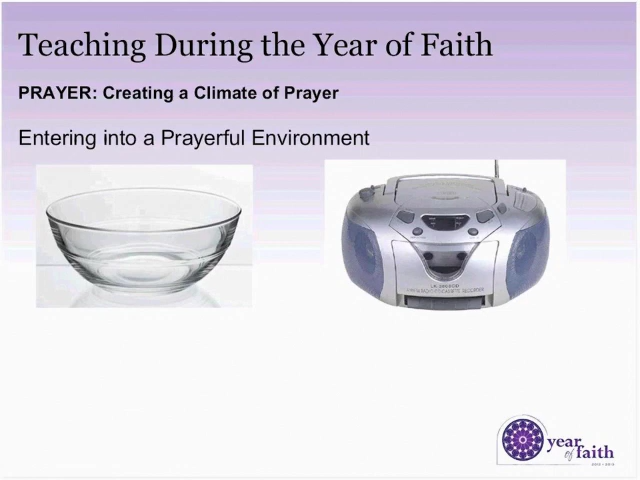 Teaching During the Year of Faith
PRAYER: Creating a Climate of Prayer
Entering into a Prayerful Environment
year
of faith